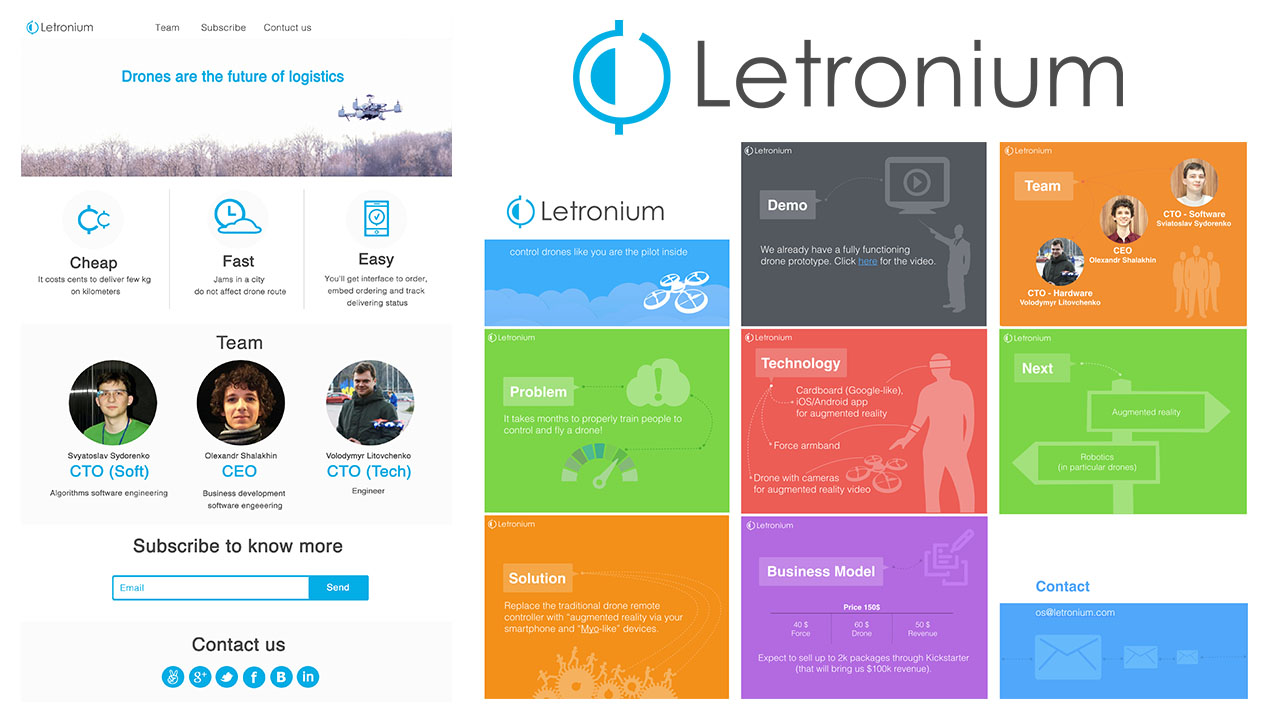 Letronium
Team
Subscribe
Contuct us
Drones are the future of logistics
Cheap
It costs cents to deliver few kg
on kilometers
Fast
Jams in a city
do not affect drone route
Easy
You'll get interface to order,
embed ordering and track
delivering status
Team
Svyatoslav Sydorenko
CTO (Soft)
Algorithms software engineering
Olexandr Shalakhin
CEO
Business development
software engeering
Volodymyr Litovchenko
CTO (Tech)
Engineer
Subscribe to know more
Email
Send
Contact us
g+
f
B
in
Letronium
Letronium
control drones like you are the pilot inside
Letronium
Demo
We already have a fully functioning
drone prototype. Click here for the video.
Letronium
Team
CTO - Software
Sviatoslav Sydorenko
CEO
Olexandr Shalakhin
CTO - Hardware
Volodymyr Litovchenko
Letronium
Problem
It takes months to properly train people to
control and fly a drone!
Letronium
Technology
Cardboard (Google-like),
iOS/Android app
for augmented reality
Force armband
Drone with cameras
for augmented reality video
Letronium
Next
Augmented reality
Robotics
(in particular drones)
Letronium
Solution
Replace the traditional drone remote
controller with “augmented reality via your
smartphone and “Myo-like” devices.
Letronium
Business Model
Price 150$
40 $
Force
60 $
Drone
50 $
Revenue
Expect to sell up to 2k packages through Kickstarter
(that will bring us $100k revenue).
Contact
os@letronium.com